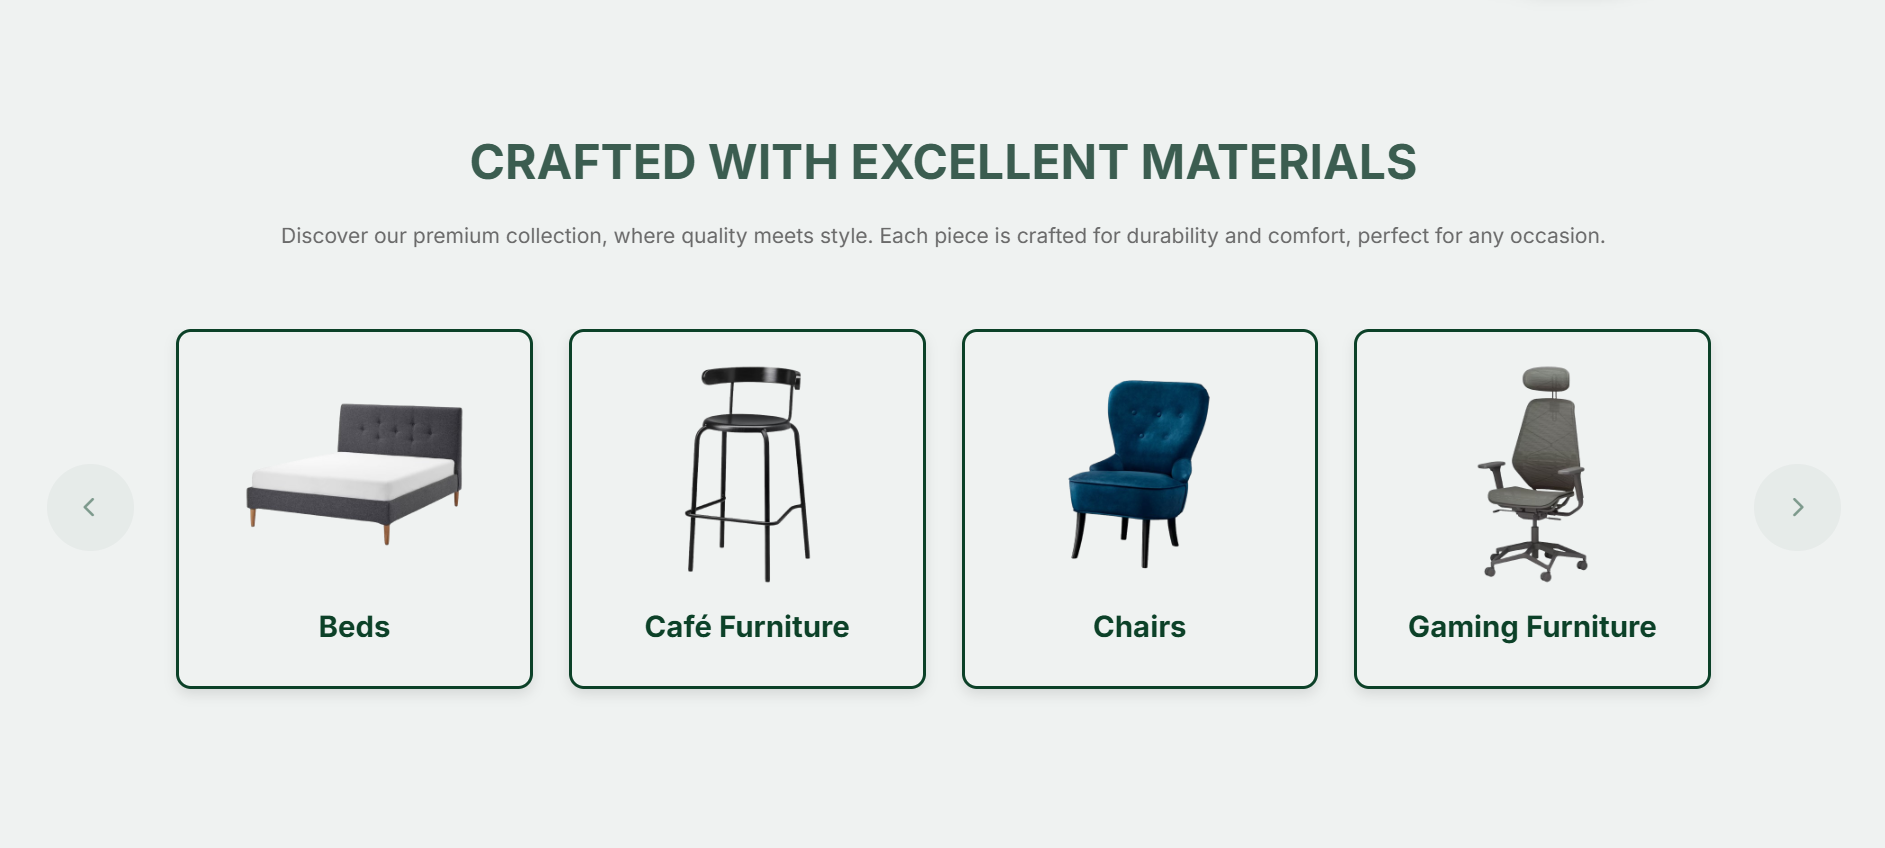 CRAFTED WITH EXCELLENT MATERIALS
Discover our premium collection, where quality meets style. Each piece is crafted for durability and comfort, perfect for any occasion.
Beds
Café Furniture
Chairs
Gaming Furniture